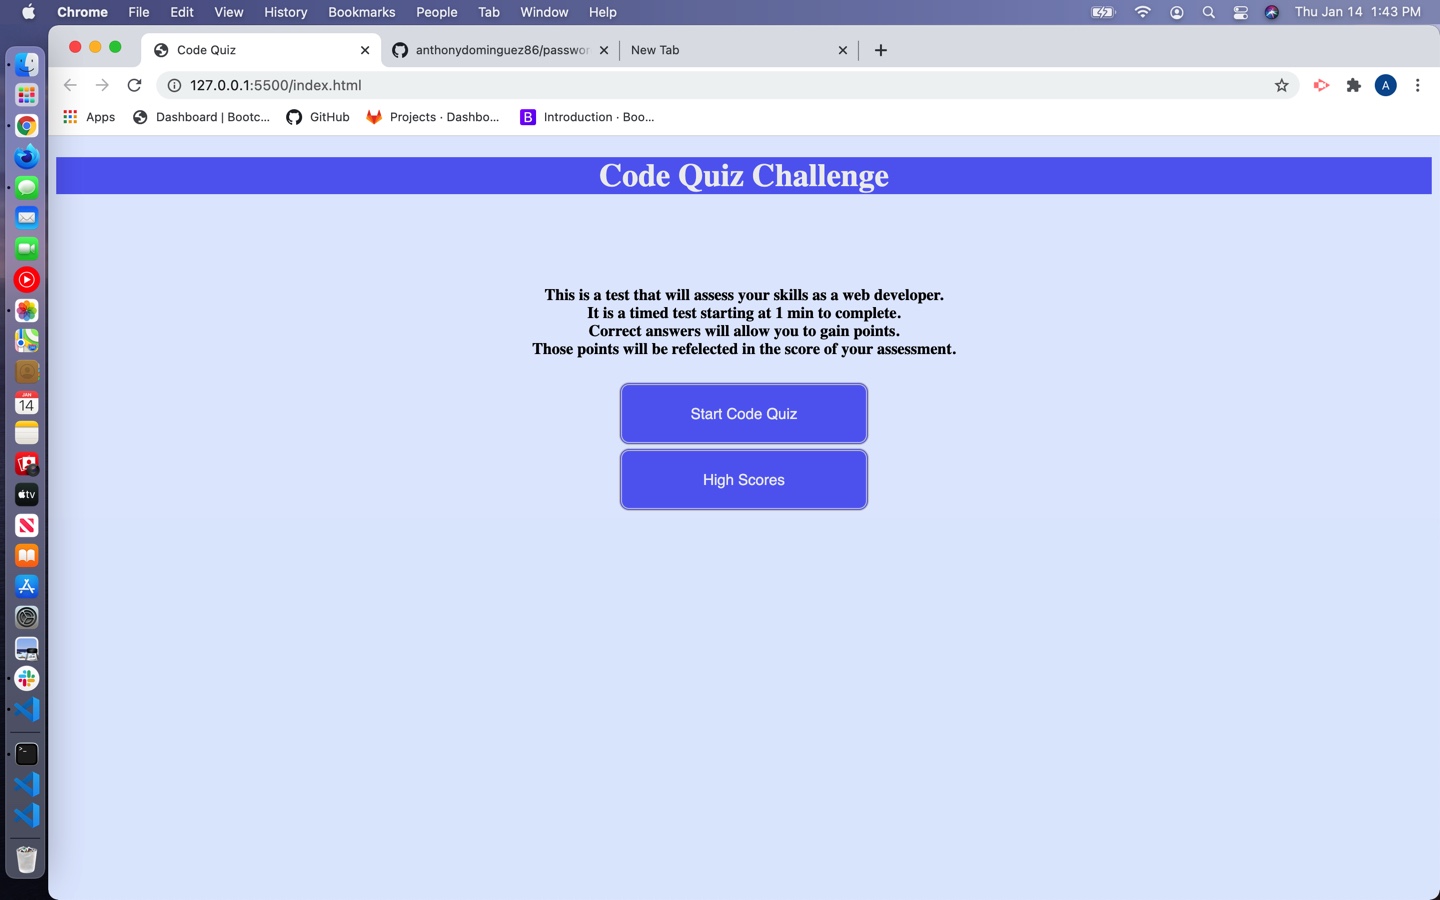 Chrome File Edit View History Bookmarks People Tab Window Help Thu Jan 14 1:43 PM
Code Quiz anthonydominguez86/passwor New Tab
127.0.0.1:5500/index.html A
Apps Dashboard | Bootc... GitHub Projects · Dashbo... B Introduction · Boo...
Code Quiz Challenge
This is a test that will assess your skills as a web developer.
It is a timed test starting at 1 min to complete.
Correct answers will allow you to gain points.
Those points will be refelected in the score of your assessment.
Start Code Quiz
High Scores
JAN
14
tv